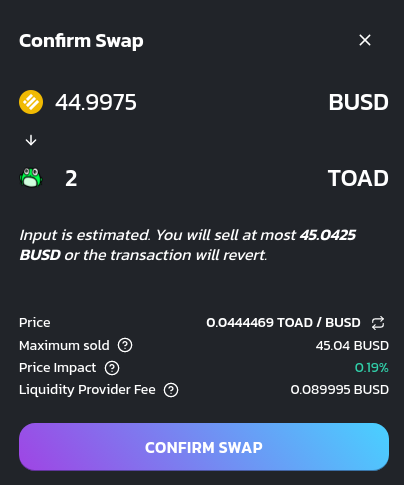 Confirm Swap
44.9975 BUSD
2 TOAD
Input is estimated. You will sell at most 45.0425
BUSD or the transaction will revert.
Price 0.0444469 TOAD / BUSD
Maximum sold ? 45.04 BUSD
Price Impact ? 0.19%
Liquidity Provider Fee ? 0.089995 BUSD
CONFIRM SWAP